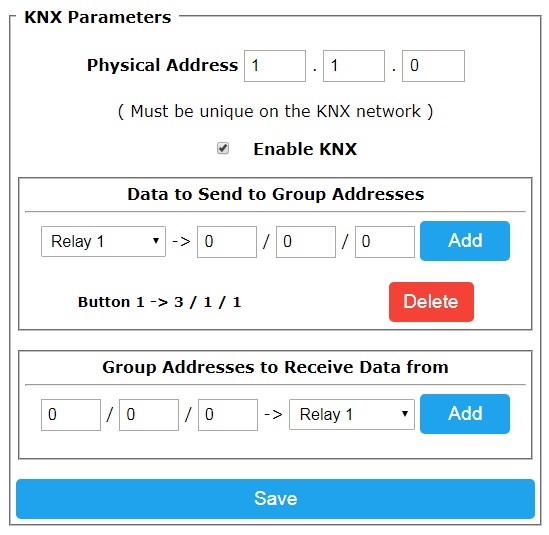 KNX Parameters
Physical Address 1 . 1 . 0
( Must be unique on the KNX network )
Enable KNX
Data to Send to Group Addresses
Relay 1 -> 0 / 0 / 0 Add
Button 1 -> 3 / 1 / 1 Delete
Group Addresses to Receive Data from
0 / 0 / 0 -> Relay 1 Add
Save